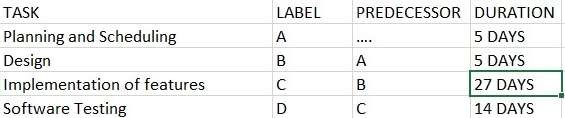 TASK LABEL PREDECESSOR DURATION
Planning and Scheduling A .... 5 DAYS
Design B A 5 DAYS
Implementation of features C B 27 DAYS
Software Testing D C 14 DAYS